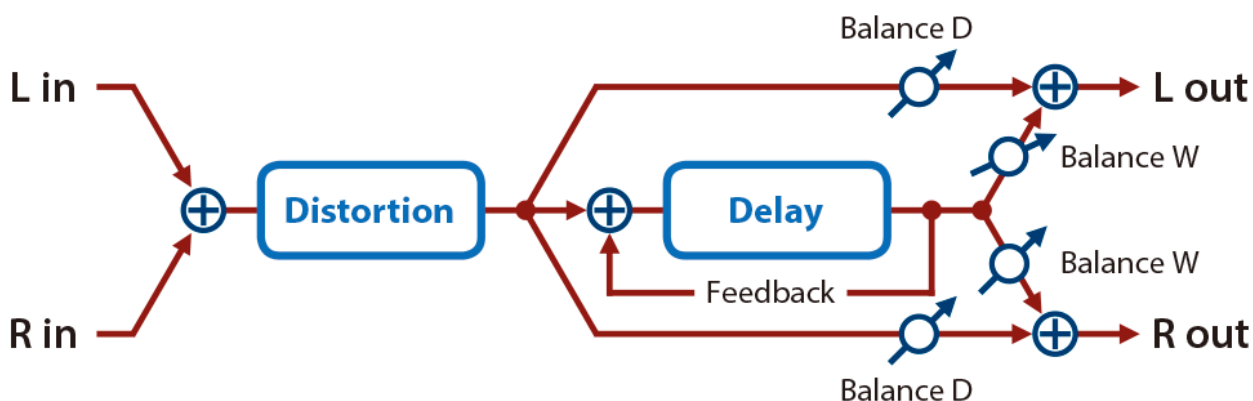 Balance D
L in
L out
Balance W
Distortion
Delay
Balance W
Feedback
R in
R out
Balance D